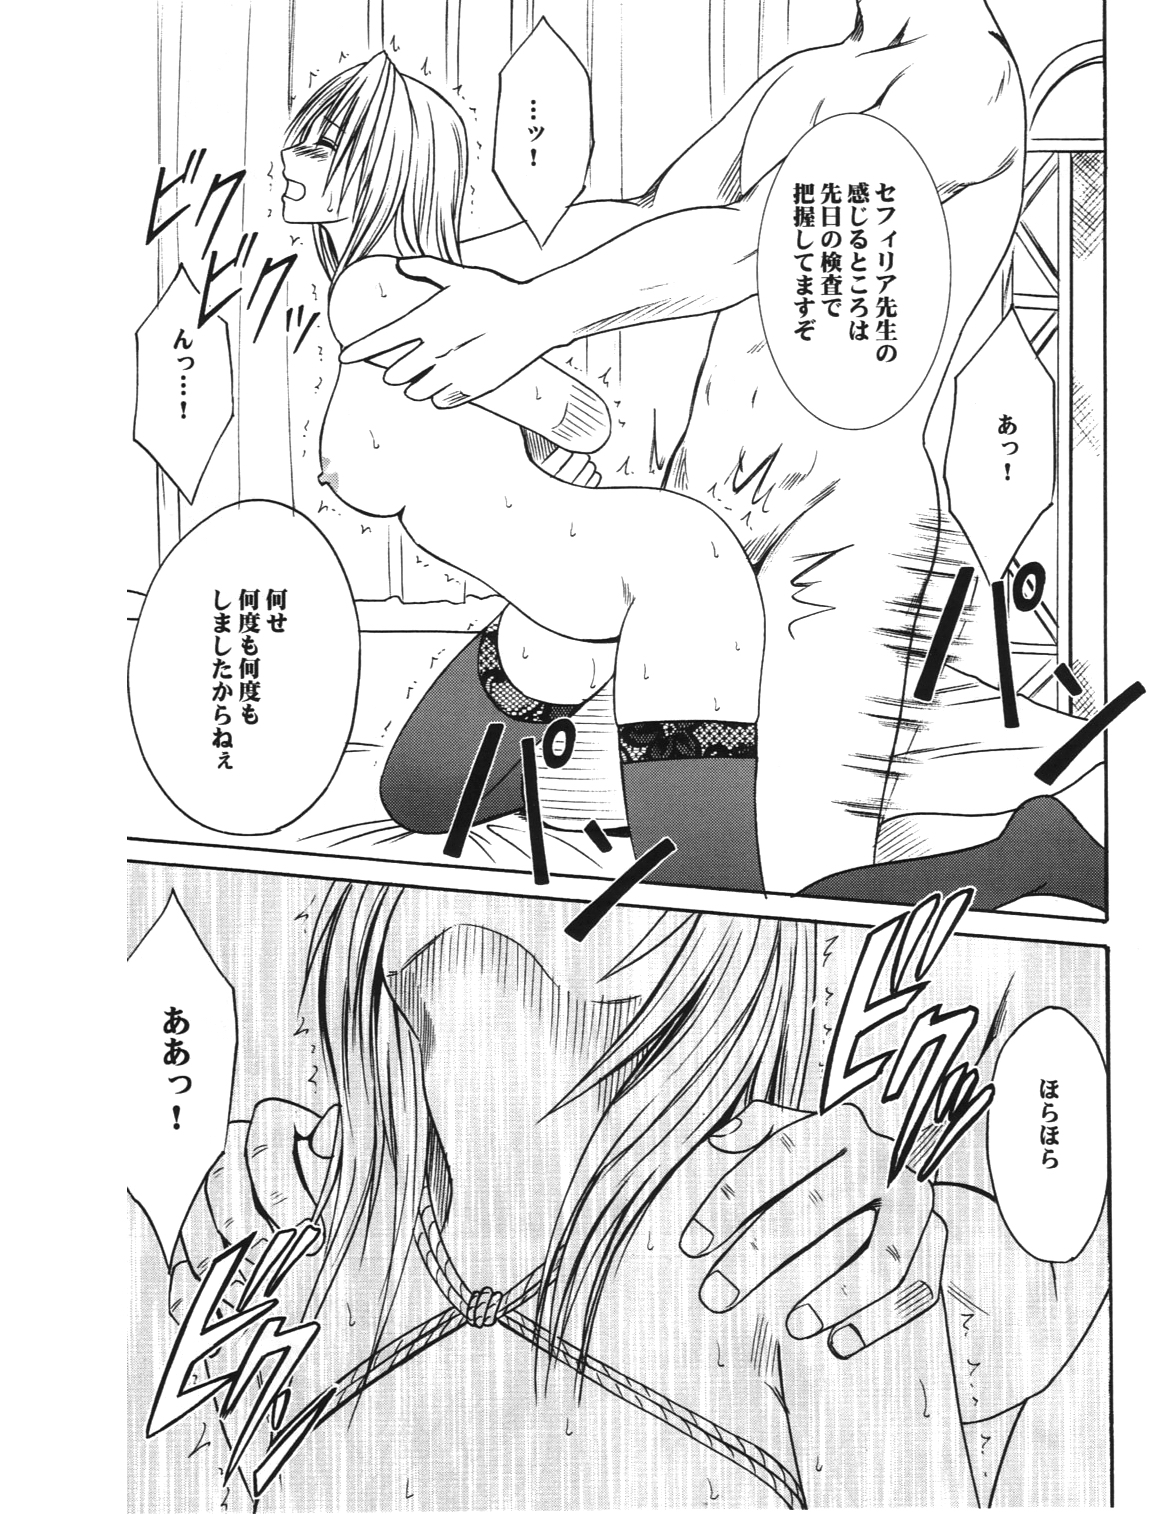 セフィリア先生の
感じるところは
先日の検査で
把握してますぞ
あっ！
…ッ！
ビク
ビクッ
んっ…！
パンッ
パンッ
何せ
何度も何度も
しましたからねぇ
ほらほら
ビクッ
ああっ！
ビクッ